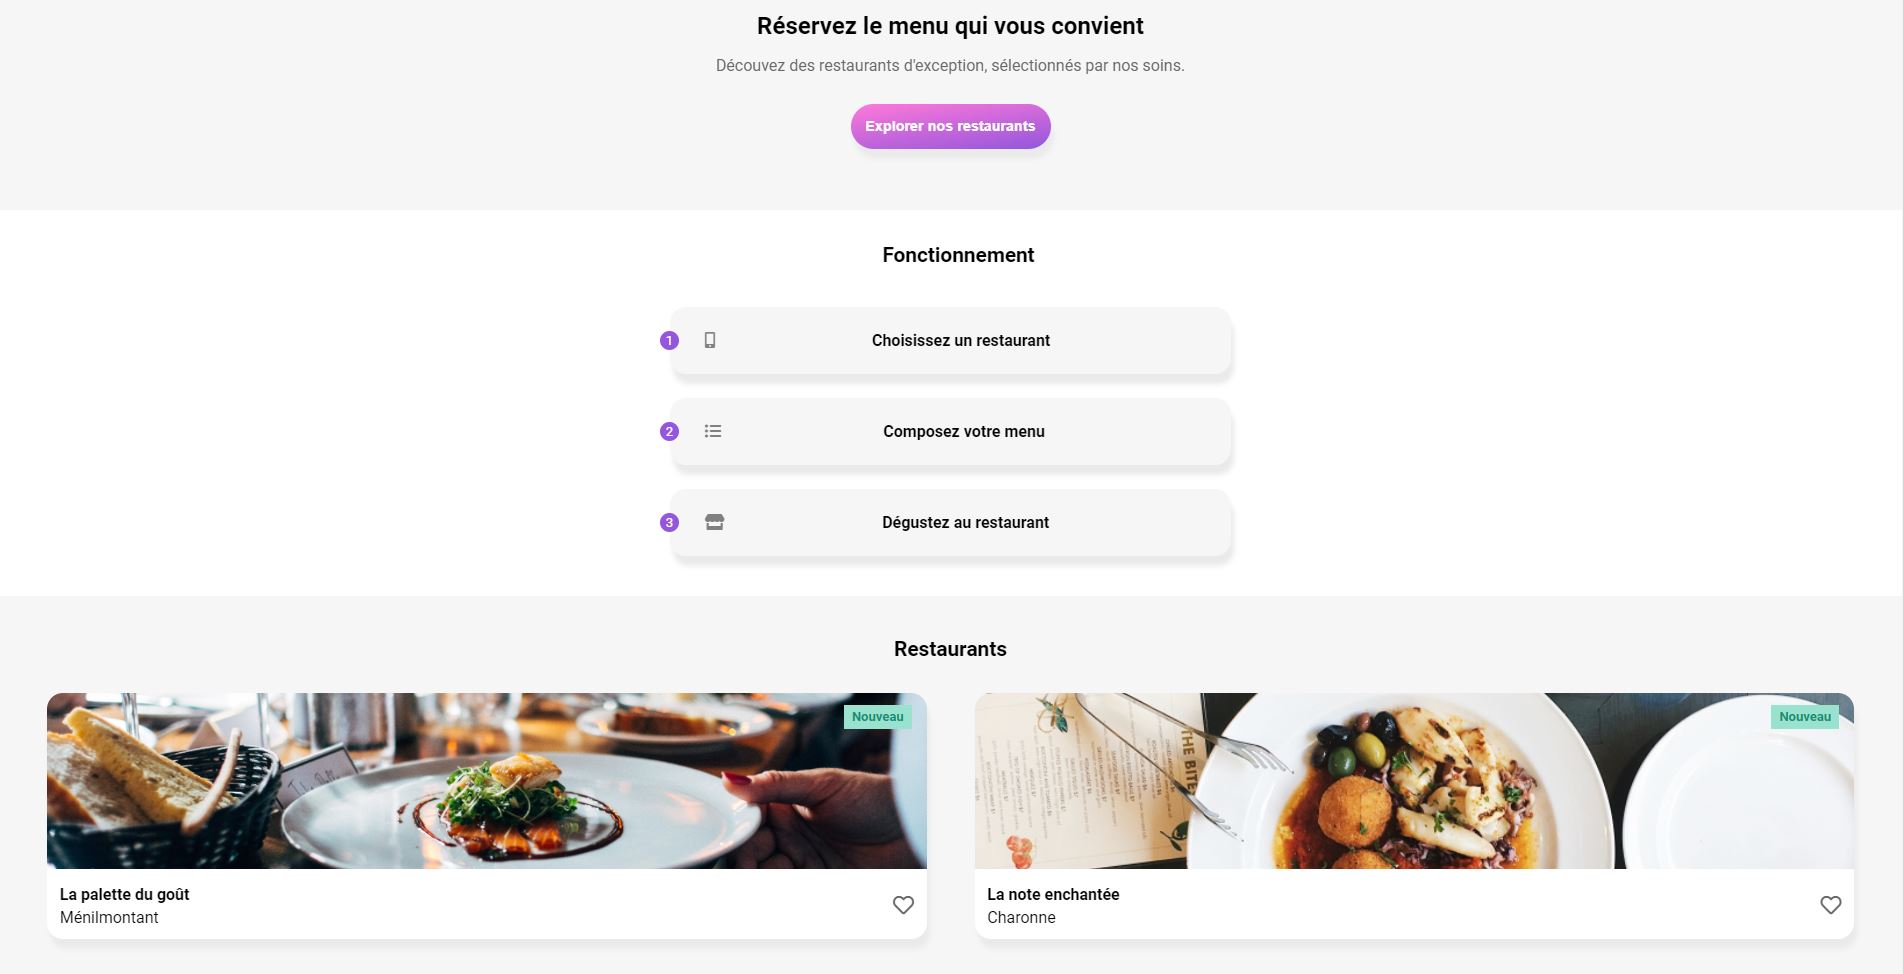 Réservez le menu qui vous convient
Découvez des restaurants d'exception, sélectionnés par nos soins.
Explorer nos restaurants
Fonctionnement
1 Choisissez un restaurant
2 Composez votre menu
3 Dégustez au restaurant
Restaurants
Nouveau
La palette du goût
Ménilmontant
Nouveau
THE BITE
La note enchantée
Charonne